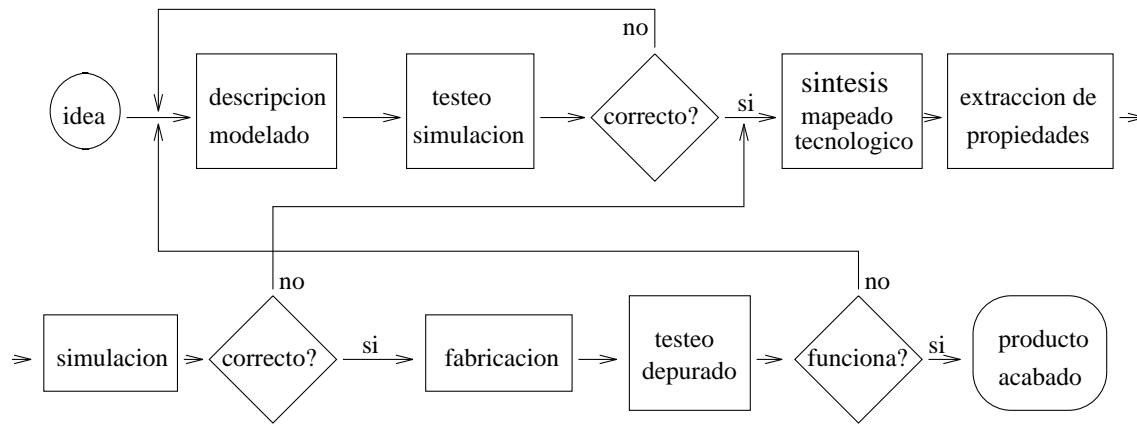 no
idea
descripcion
modelado
testeo
simulacion
correcto?
si
sintesis
mapeado
tecnologico
extraccion de
propiedades
no
no
simulacion
correcto?
si
fabricacion
testeo
depurado
funciona?
si
producto
acabado